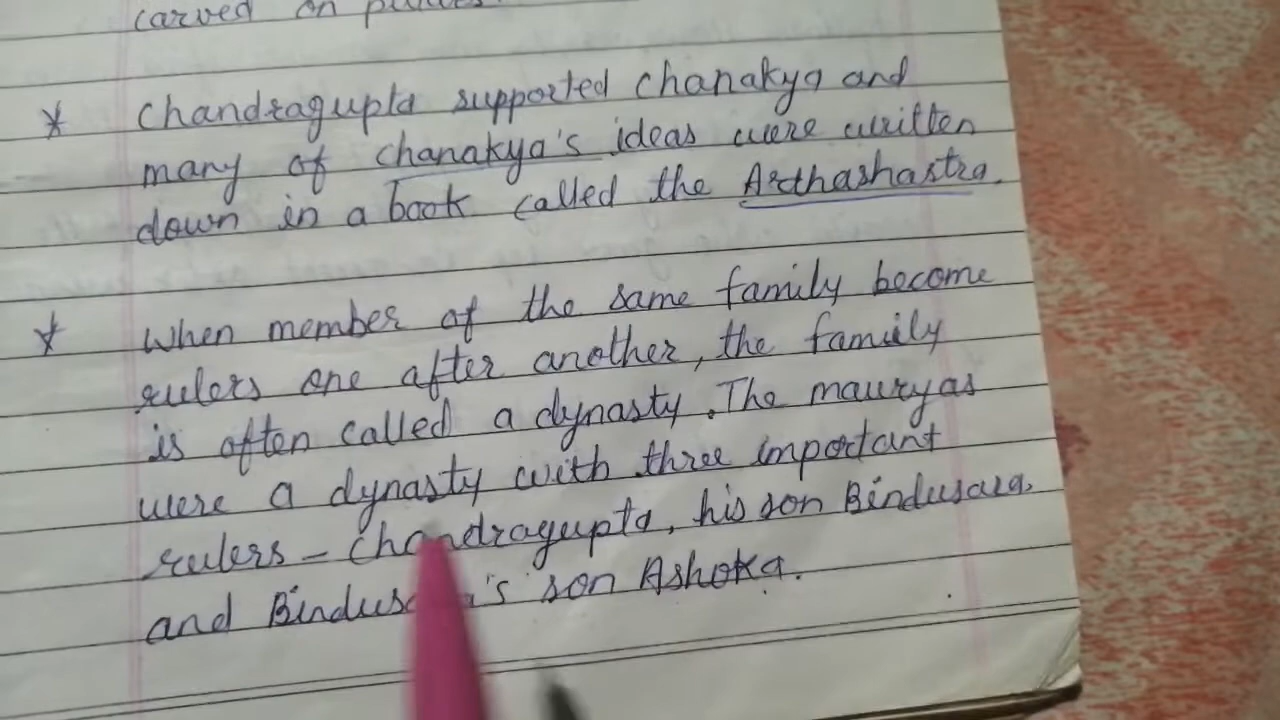 carved on
* Chandragupta supported Chanakya and
many of chanakya's ideas were written
down in a book called the Arthashastra.
* When member of the same family become
rulers one after another, the family
is often called a dynasty. The mauryas
were a dynasty with three important
rulers - Chandragupta, his son Bindusara,
and Bindusara's son Ashoka.